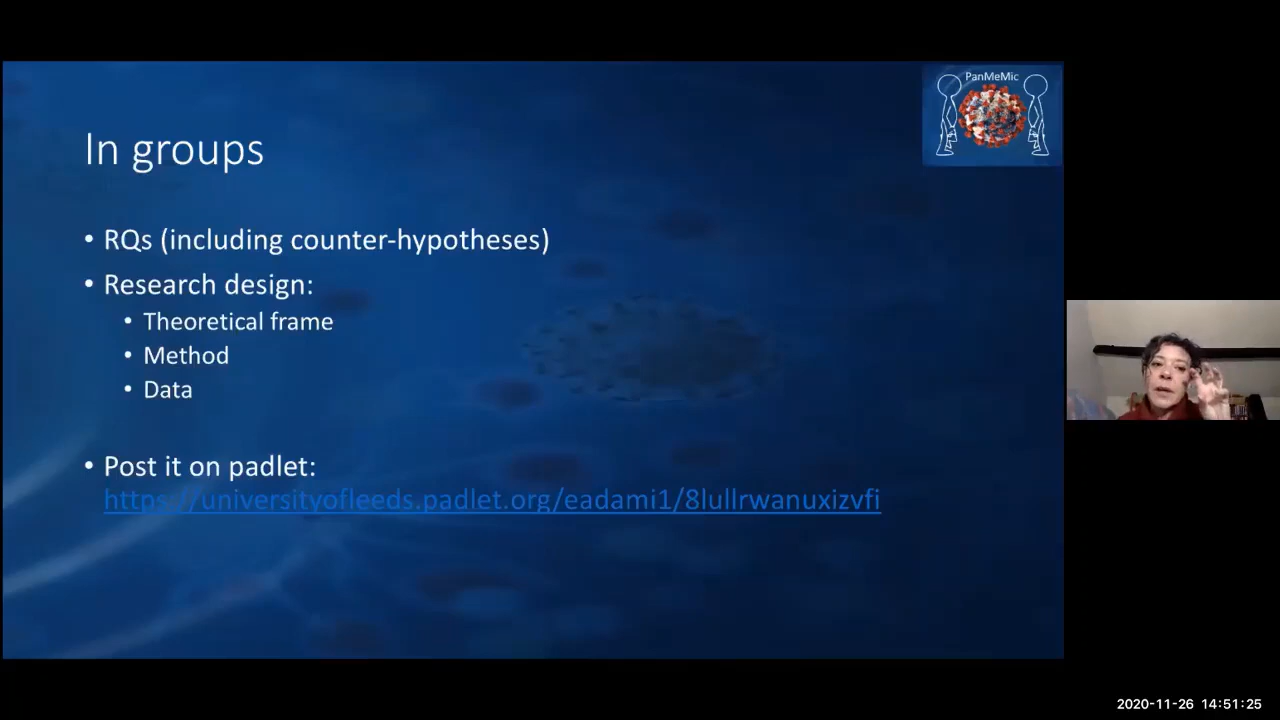 PanMeMic
In groups
• RQs (including counter-hypotheses)
• Research design:
• Theoretical frame
• Method
• Data
• Post it on padlet:
https://universityofleeds.padlet.org/eadami1/8lullrwanuxizvfi
2020-11-26 14:51:25